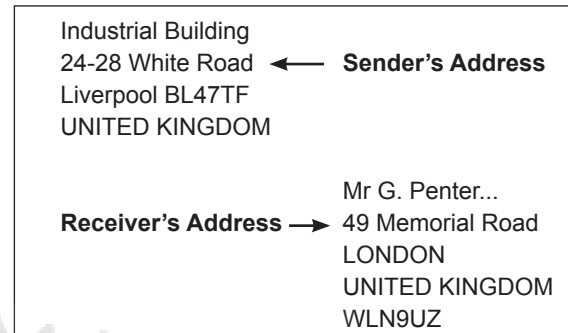 Industrial Building
24-28 White Road Sender's Address
Liverpool BL47TF
UNITED KINGDOM
Mr G. Penter...
Receiver's Address 49 Memorial Road
LONDON
UNITED KINGDOM
WLN9UZ